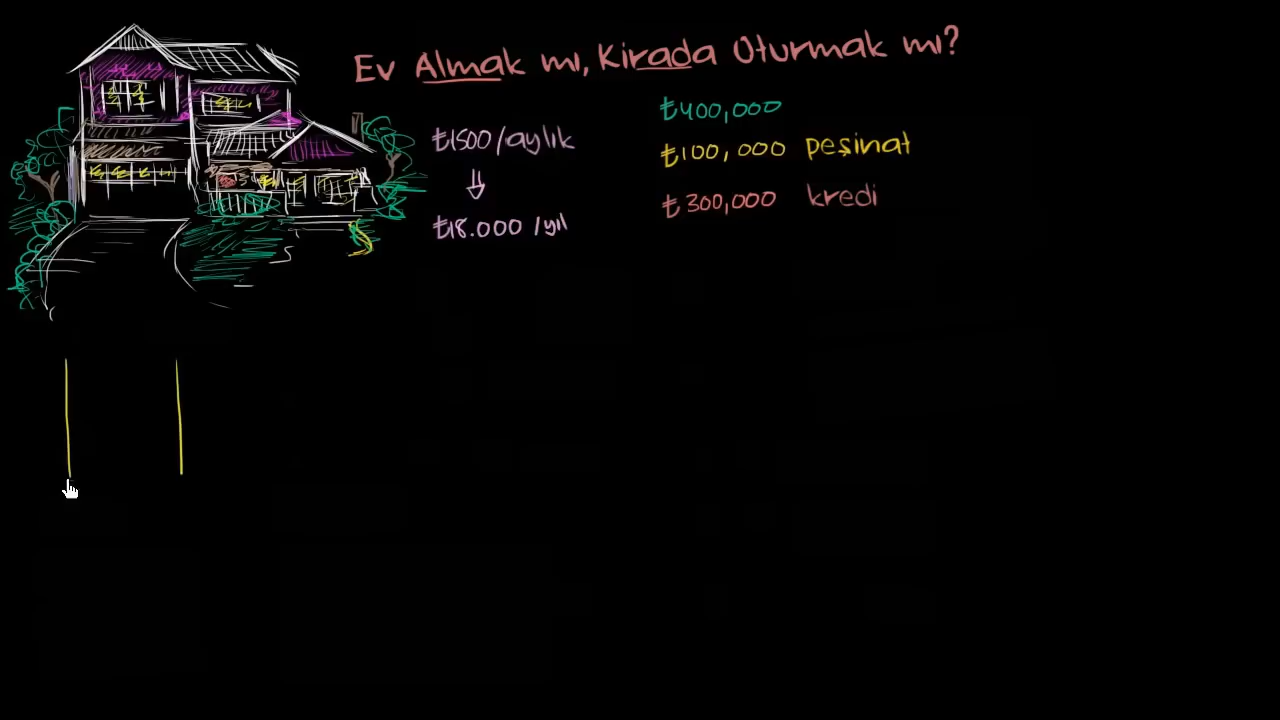 Ev Almak mı, Kirada Oturmak mı?
₺400,000
₺1500/aylık
₺100,000 peşinat
₺300,000 kredi
₺18.000/yıl